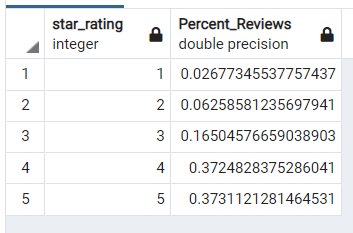 star_rating Percent_Reviews
integer double precision
1 1 0.02677345537757437
2 2 0.06258581235697941
3 3 0.16504576659038903
4 4 0.3724828375286041
5 5 0.3731121281464531